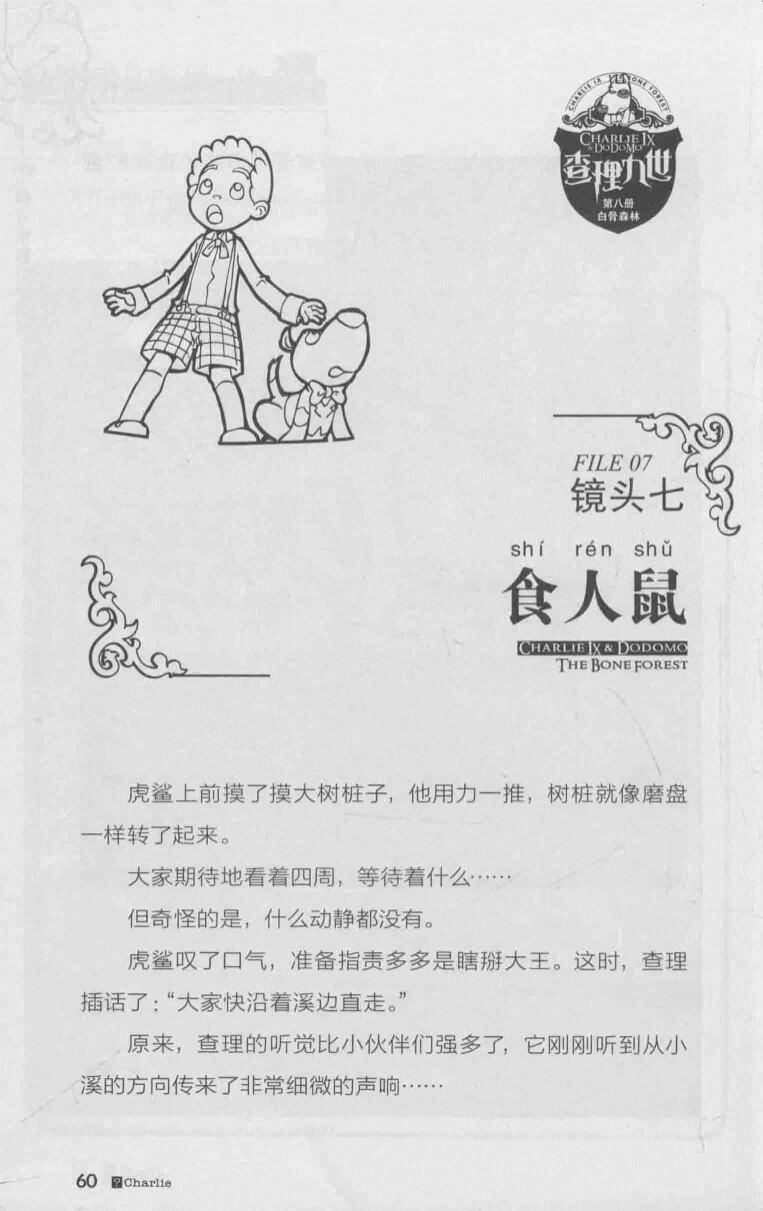 CHARLIE IX BONE FOREST
CHARLIE IX
& DODOMO
查理九世
第八册
白骨森林
FILE 07
镜头七
shí rén shǔ
食人鼠
CHARLIE IX & DODOMO
THE BONE FOREST
虎鲨上前摸了摸大树桩子，他用力一推，树桩就像磨盘
一样转了起来。
大家期待地看着四周，等待着什么……
但奇怪的是，什么动静都没有。
虎鲨叹了口气，准备指责多多是瞎掰大王。这时，查理
插话了：“大家快沿着溪边直走。”
原来，查理的听觉比小伙伴们强多了，它刚刚听到从小
溪的方向传来了非常细微的声响……
60 ? Charlie